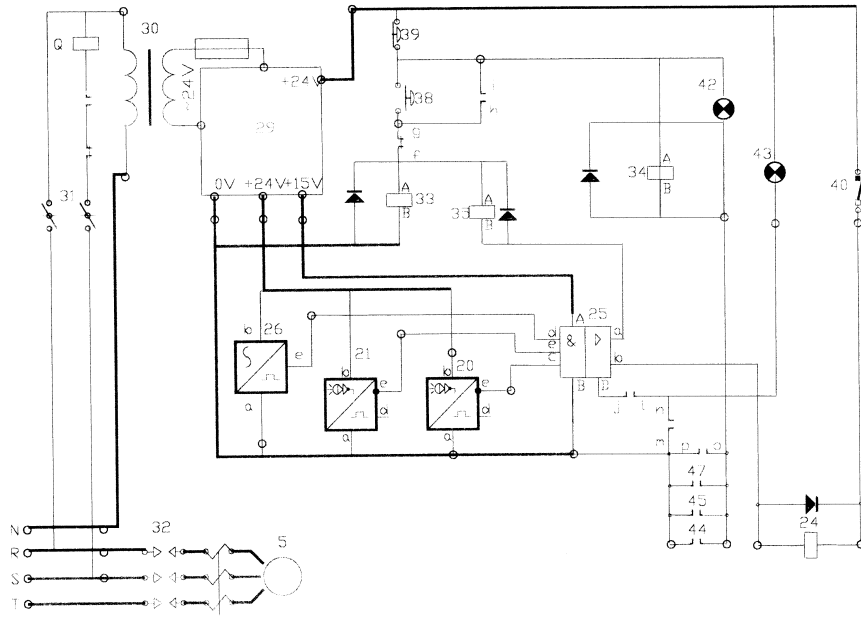 30
39
Q
+24V
~24V
38
42
29
i
h
g
f
A
34
B
43
0V +24V +15V
A
33
B
A
35
B
40
31
b 26
e
a
21
b
e
d
a
20
b
e
d
a
A 25
d
e
c
&
a
b
B D
j l
n
m
p o
47
45
44
24
N
R
S
T
32
5